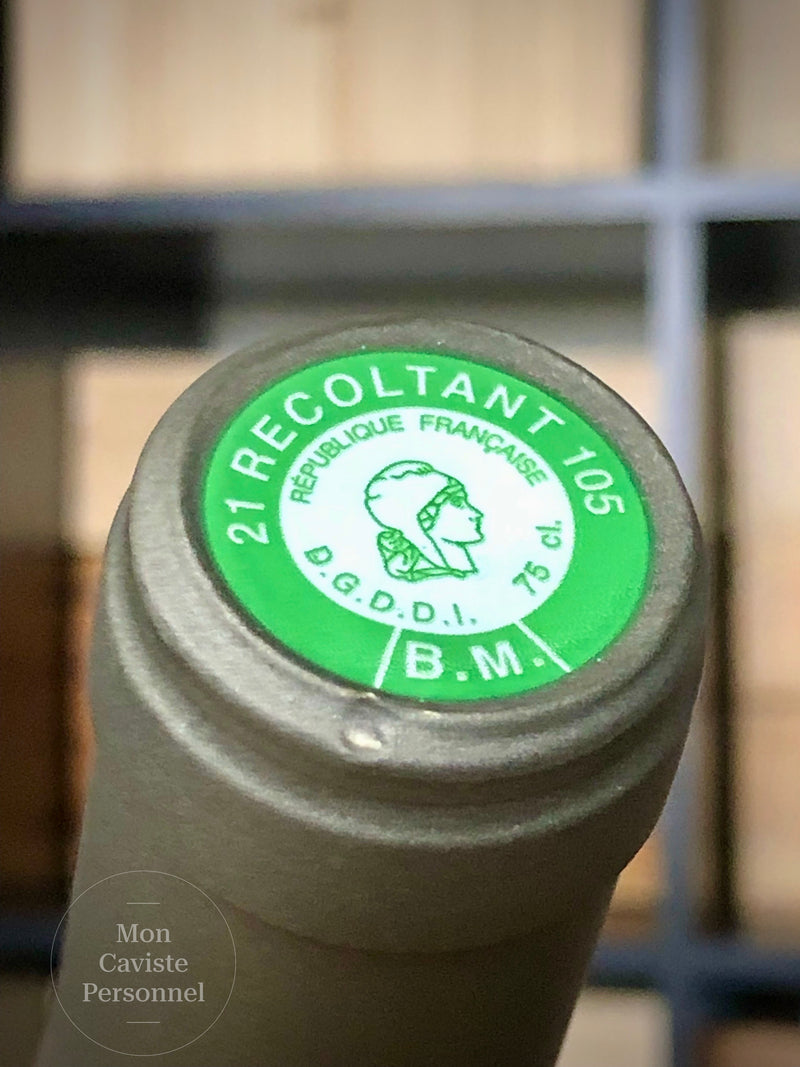 21 RECOLTANT 105
RÉPUBLIQUE FRANÇAISE
D.G.D.D.I. 75 cl.
B.M.
Mon
Caviste
Personnel